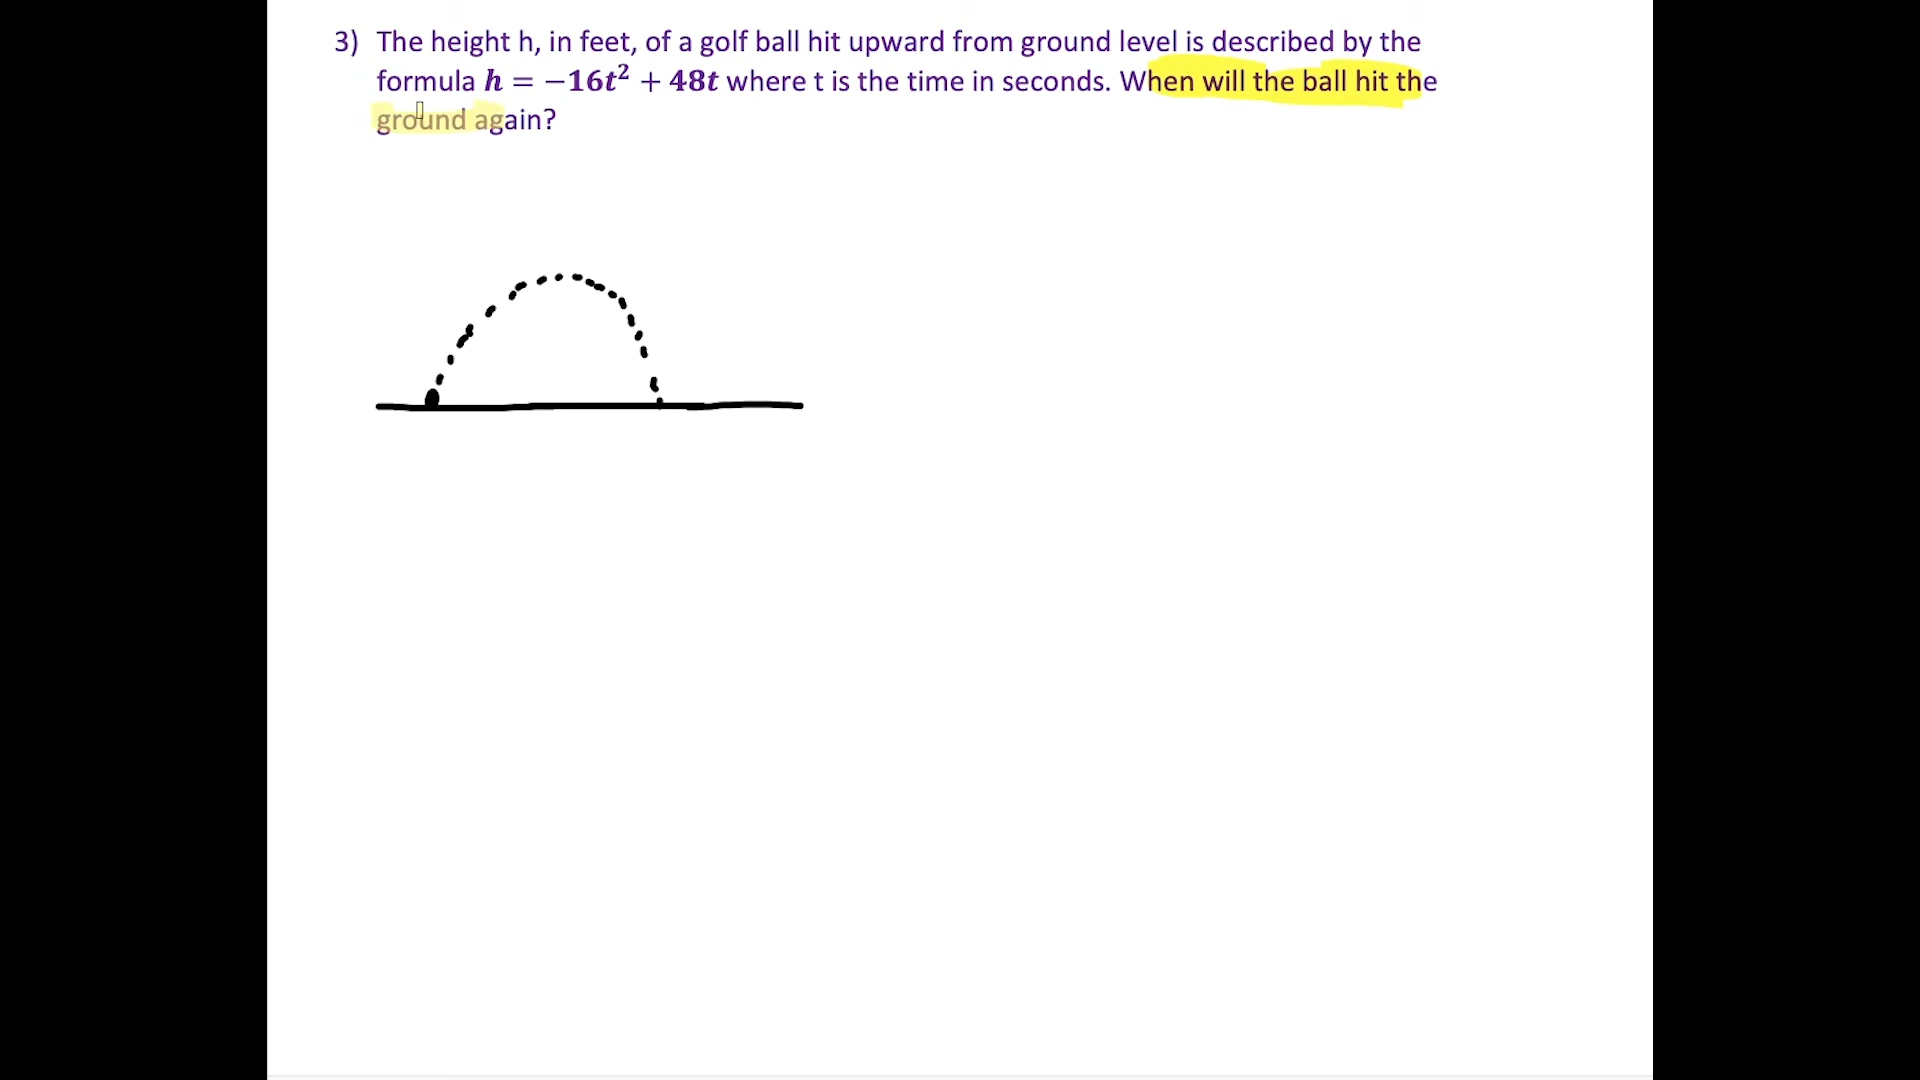 3) The height h, in feet, of a golf ball hit upward from ground level is described by the
formula h = −16t² + 48t where t is the time in seconds. When will the ball hit the
ground again?